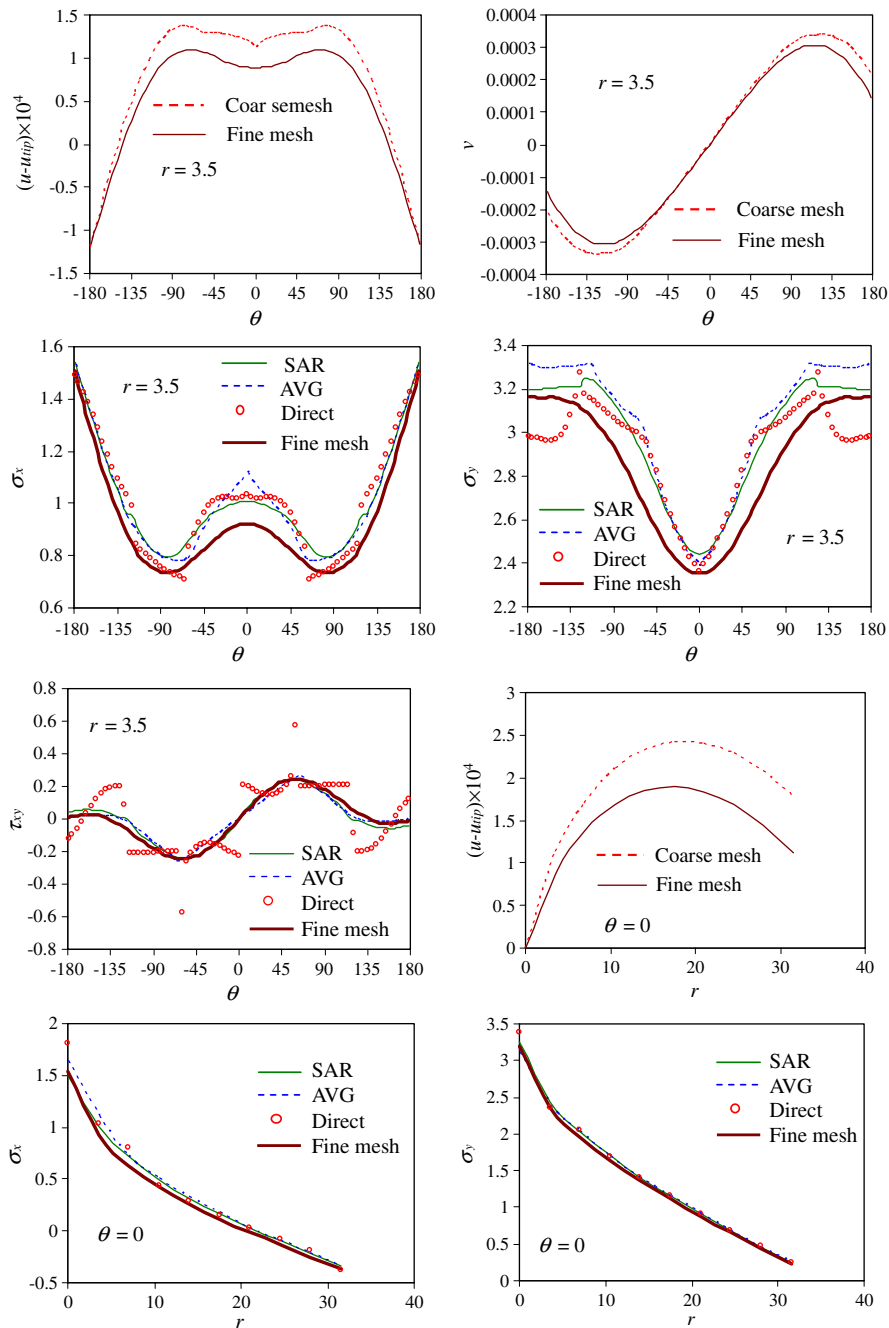 1.5
1
0.5
0
-0.5
-1
-1.5
(u-utip)×10⁴
Coar semesh
Fine mesh
r = 3.5
-180 -135 -90 -45 0 45 90 135 180
θ
0.0004
0.0003
0.0002
0.0001
0
-0.0001
-0.0002
-0.0003
-0.0004
v
r = 3.5
Coarse mesh
Fine mesh
-180 -135 -90 -45 0 45 90 135 180
θ
1.6
1.4
1.2
1
0.8
0.6
σx
r = 3.5
SAR
AVG
Direct
Fine mesh
-180 -135 -90 -45 0 45 90 135 180
θ
3.4
3.2
3
2.8
2.6
2.4
2.2
σy
SAR
AVG
Direct
Fine mesh
r = 3.5
-180 -135 -90 -45 0 45 90 135 180
θ
0.8
0.6
0.4
0.2
0
-0.2
-0.4
-0.6
-0.8
τxy
r = 3.5
SAR
AVG
Direct
Fine mesh
-180 -135 -90 -45 0 45 90 135 180
θ
3
2.5
2
1.5
1
0.5
0
(u-utip)×10⁴
Coarse mesh
Fine mesh
θ = 0
0 10 20 30 40
r
2
1.5
1
0.5
0
-0.5
σx
SAR
AVG
Direct
Fine mesh
θ = 0
0 10 20 30 40
r
3.5
3
2.5
2
1.5
1
0.5
0
σy
SAR
AVG
Direct
Fine mesh
θ = 0
0 10 20 30 40
r